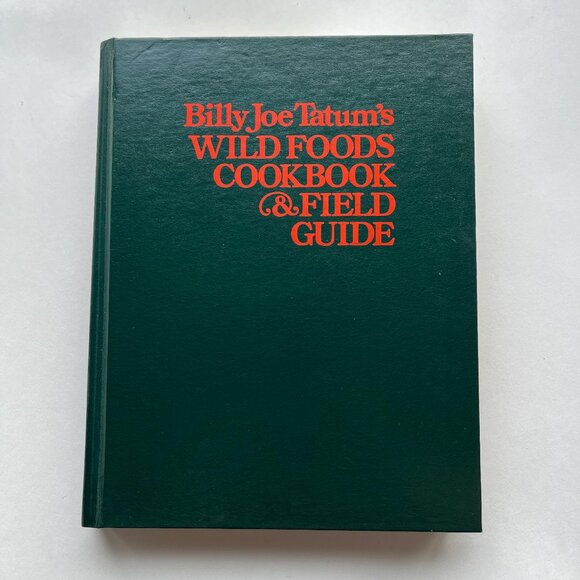 Billy Joe Tatum's
WILD FOODS
COOKBOOK
& FIELD
GUIDE